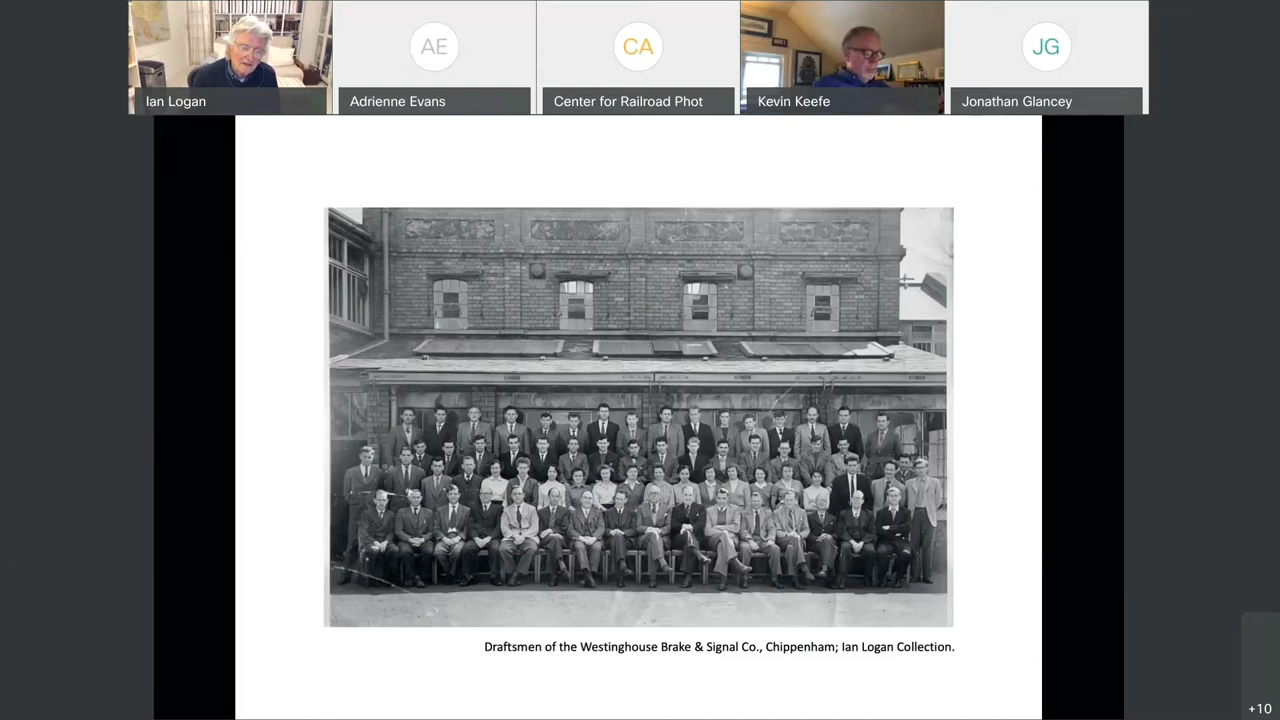 Ian Logan
AE
Adrienne Evans
CA
Center for Railroad Phot
Kevin Keefe
JG
Jonathan Glancey
Draftsmen of the Westinghouse Brake & Signal Co., Chippenham; Ian Logan Collection.
+10